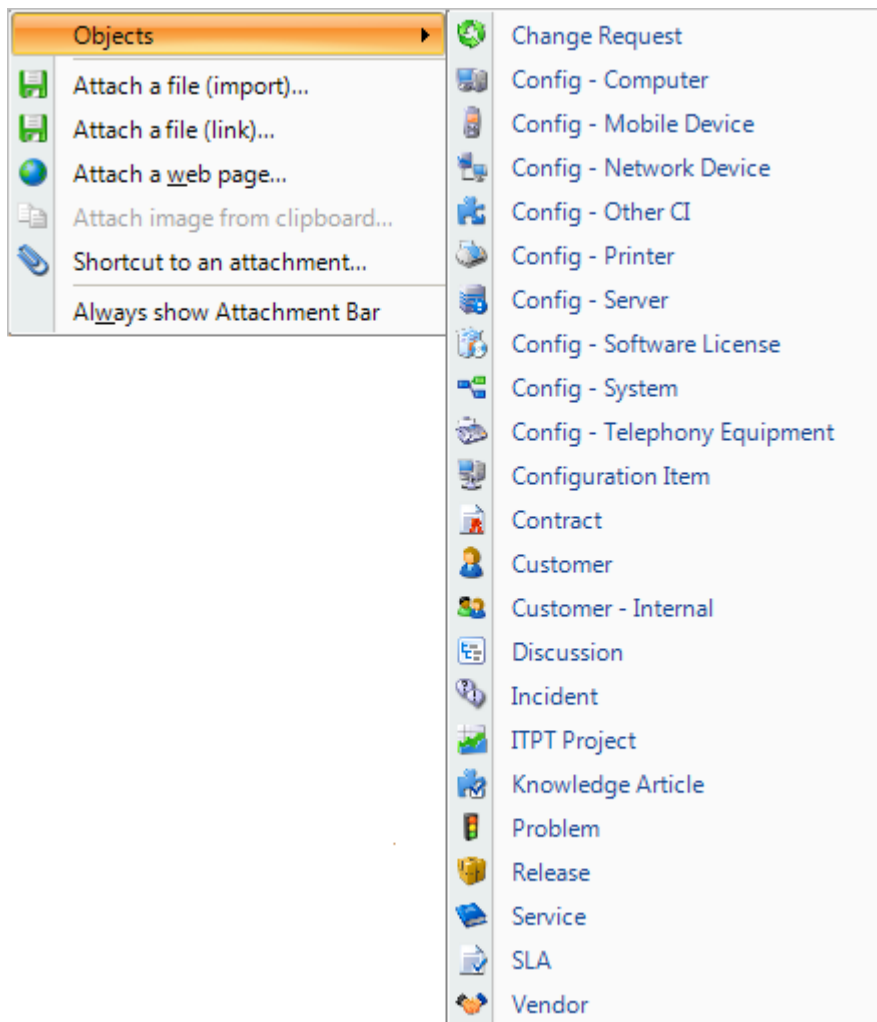 Objects
Attach a file (import)...
Attach a file (link)...
Attach a web page...
Attach image from clipboard...
Shortcut to an attachment...
Always show Attachment Bar
Change Request
Config - Computer
Config - Mobile Device
Config - Network Device
Config - Other CI
Config - Printer
Config - Server
Config - Software License
Config - System
Config - Telephony Equipment
Configuration Item
Contract
Customer
Customer - Internal
Discussion
Incident
ITPT Project
Knowledge Article
Problem
Release
Service
SLA
Vendor